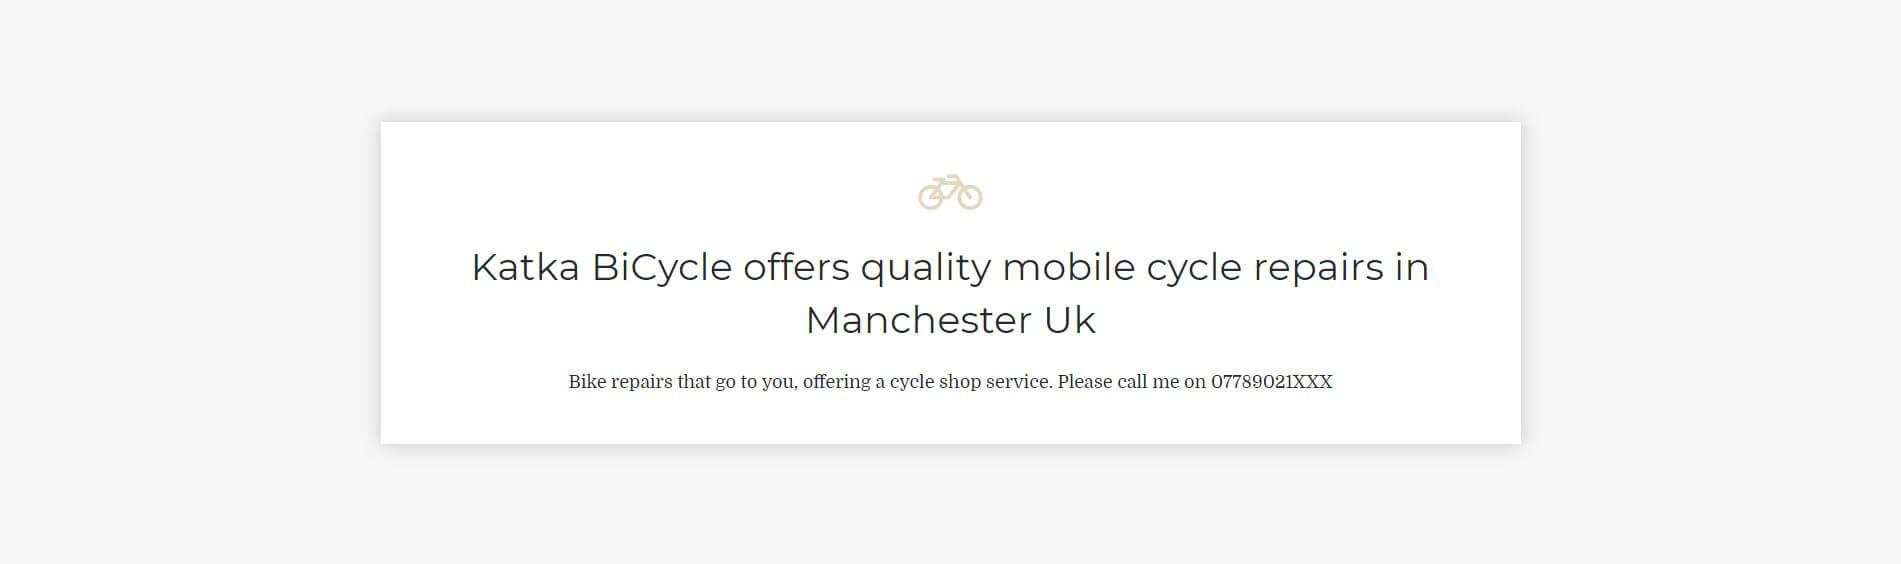 Katka BiCycle offers quality mobile cycle repairs in
Manchester Uk
Bike repairs that go to you, offering a cycle shop service. Please call me on 07789021XXX